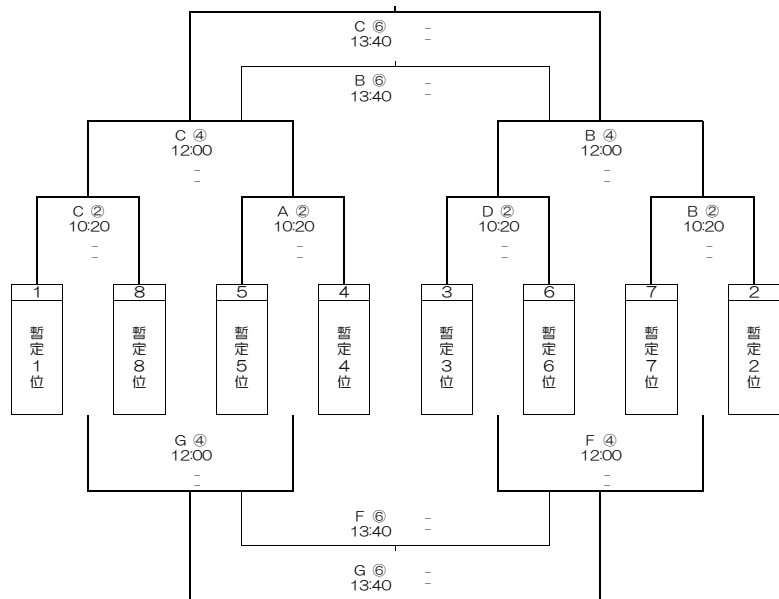 C ⑥
13:40
B ⑥
13:40
C ④
12:00
B ④
12:00
C ②
10:20
A ②
10:20
D ②
10:20
B ②
10:20
1
8
5
4
3
6
7
2
暫定1位
暫定8位
暫定5位
暫定4位
暫定3位
暫定6位
暫定7位
暫定2位
G ④
12:00
F ④
12:00
F ⑥
13:40
G ⑥
13:40